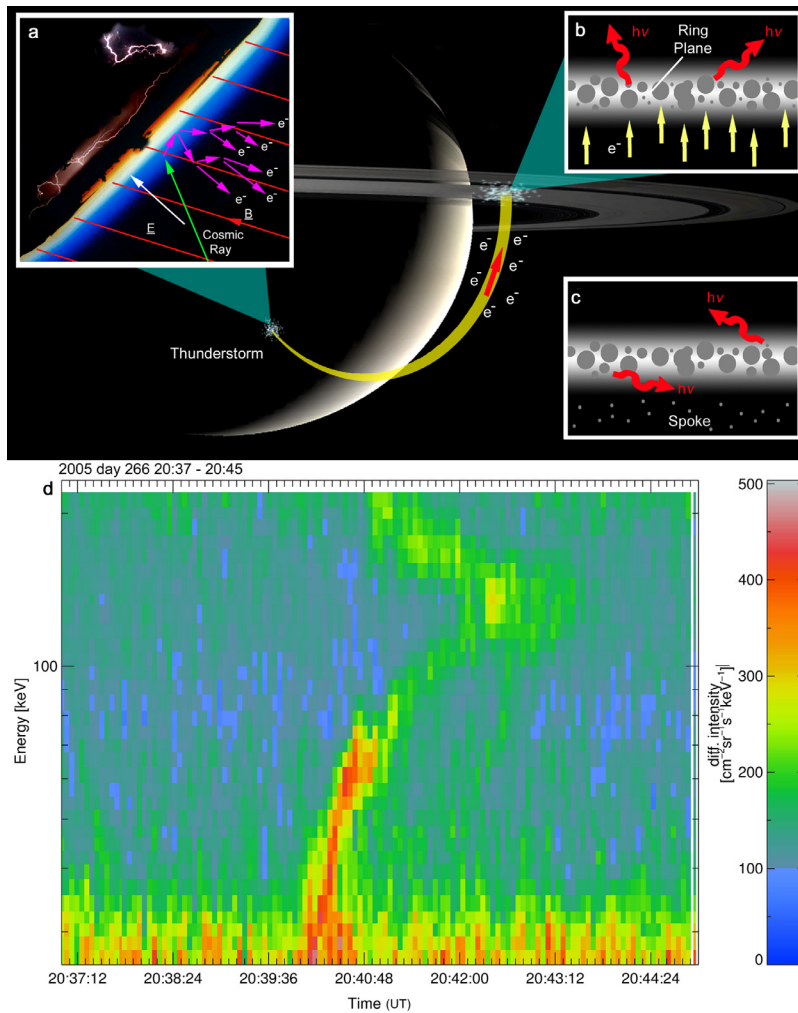 a
e⁻
e⁻
e⁻
e⁻
e⁻
e⁻
e⁻
E
B
Cosmic
Ray
Thunderstorm
e⁻
e⁻
e⁻
e⁻
e⁻
e⁻
e⁻
b
hν
hν
Ring
Plane
e⁻
c
hν
hν
Spoke
2005 day 266 20:37 - 20:45
d
Energy [keV]
100
20:37:12
20:38:24
20:39:36
20:40:48
20:42:00
20:43:12
20:44:24
Time (UT)
500
400
300
200
100
0
diff. intensity
[cm⁻²sr⁻¹s⁻¹keV⁻¹]